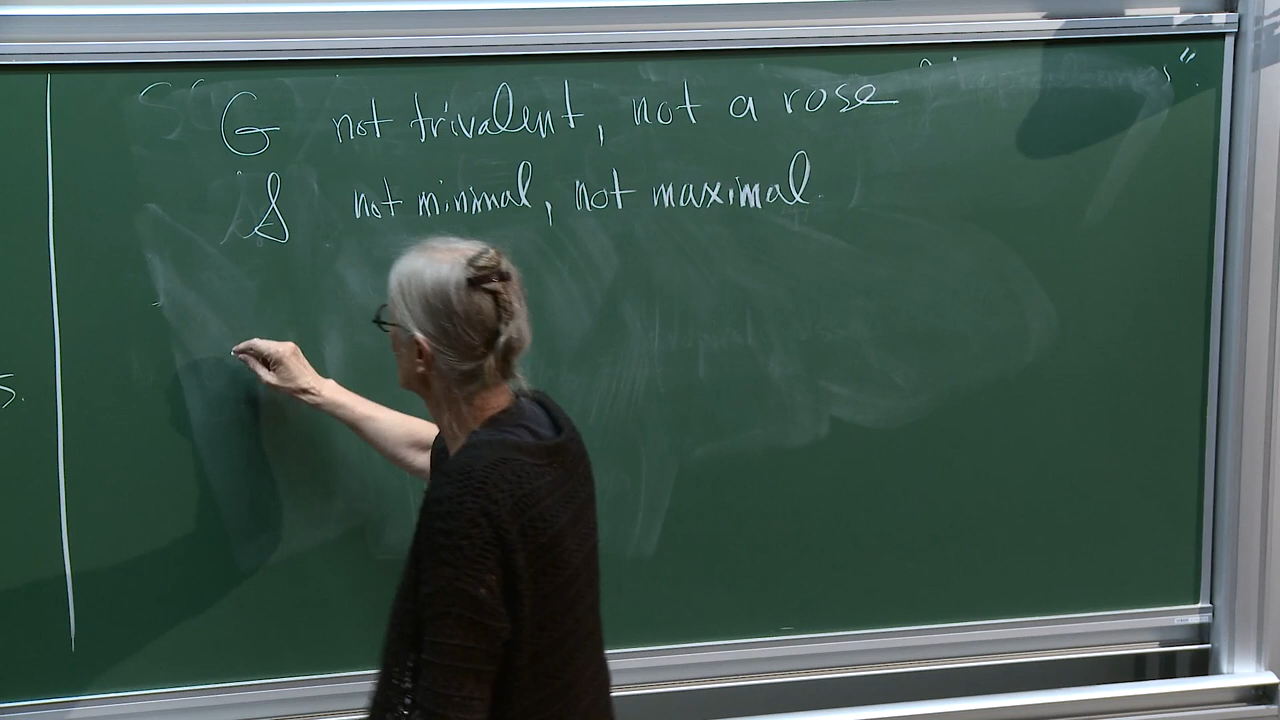 G not trivalent, not a rose
S not minimal, not maximal.
s.